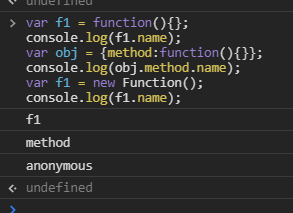 undefined
var f1 = function(){};
console.log(f1.name);
var obj = {method:function(){}};
console.log(obj.method.name);
var f1 = new Function();
console.log(f1.name);
f1
method
anonymous
undefined